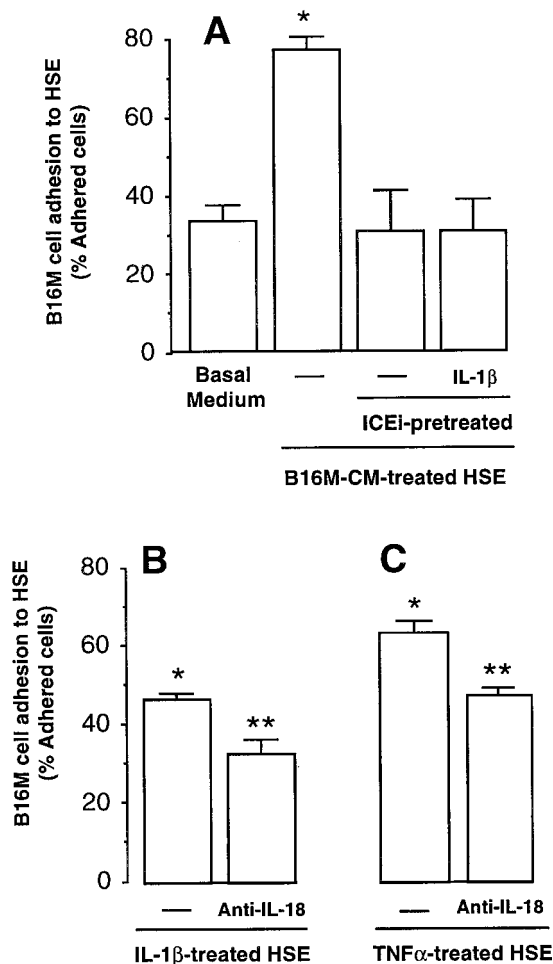 A
B16M cell adhesion to HSE
(% Adhered cells)
80
60
40
20
0
*
Basal
Medium
—
—
IL-1β
ICEi-pretreated
B16M-CM-treated HSE
B
C
B16M cell adhesion to HSE
(% Adhered cells)
80
60
40
20
0
*
**
*
**
—
Anti-IL-18
—
Anti-IL-18
IL-1β-treated HSE
TNFα-treated HSE